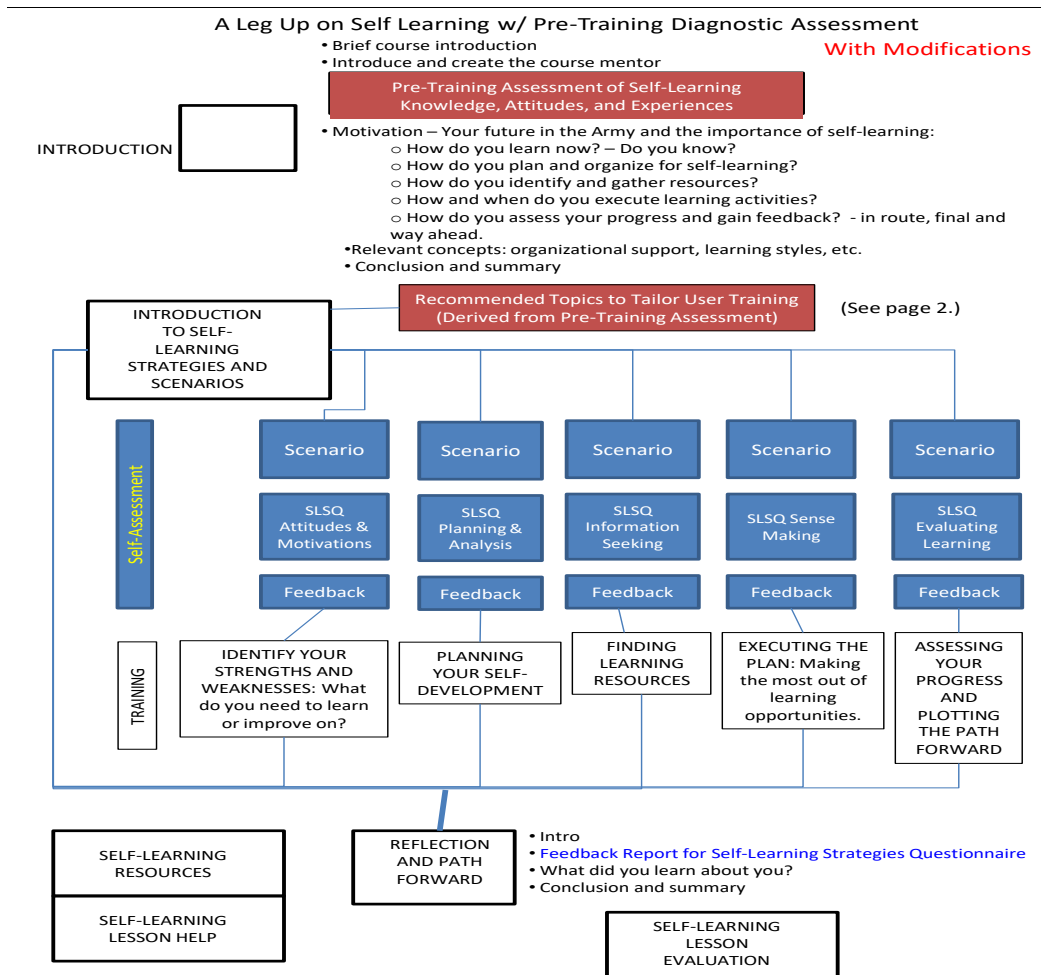 A Leg Up on Self Learning w/ Pre-Training Diagnostic Assessment
With Modifications
• Brief course introduction
• Introduce and create the course mentor
Pre-Training Assessment of Self-Learning
Knowledge, Attitudes, and Experiences
INTRODUCTION
• Motivation – Your future in the Army and the importance of self-learning:
o How do you learn now? – Do you know?
o How do you plan and organize for self-learning?
o How do you identify and gather resources?
o How and when do you execute learning activities?
o How do you assess your progress and gain feedback? - in route, final and
way ahead.
•Relevant concepts: organizational support, learning styles, etc.
• Conclusion and summary
INTRODUCTION
TO SELF-
LEARNING
STRATEGIES AND
SCENARIOS
Recommended Topics to Tailor User Training
(Derived from Pre-Training Assessment)
(See page 2.)
Self-Assessment
Scenario
Scenario
Scenario
Scenario
Scenario
SLSQ
Attitudes &
Motivations
SLSQ
Planning &
Analysis
SLSQ
Information
Seeking
SLSQ Sense
Making
SLSQ
Evaluating
Learning
Feedback
Feedback
Feedback
Feedback
Feedback
TRAINING
IDENTIFY YOUR
STRENGTHS AND
WEAKNESSES: What
do you need to learn
or improve on?
PLANNING
YOUR SELF-
DEVELOPMENT
FINDING
LEARNING
RESOURCES
EXECUTING THE
PLAN: Making
the most out of
learning
opportunities.
ASSESSING
YOUR
PROGRESS
AND
PLOTTING
THE PATH
FORWARD
SELF-LEARNING
RESOURCES
SELF-LEARNING
LESSON HELP
REFLECTION
AND PATH
FORWARD
• Intro
• Feedback Report for Self-Learning Strategies Questionnaire
• What did you learn about you?
• Conclusion and summary
SELF-LEARNING
LESSON
EVALUATION